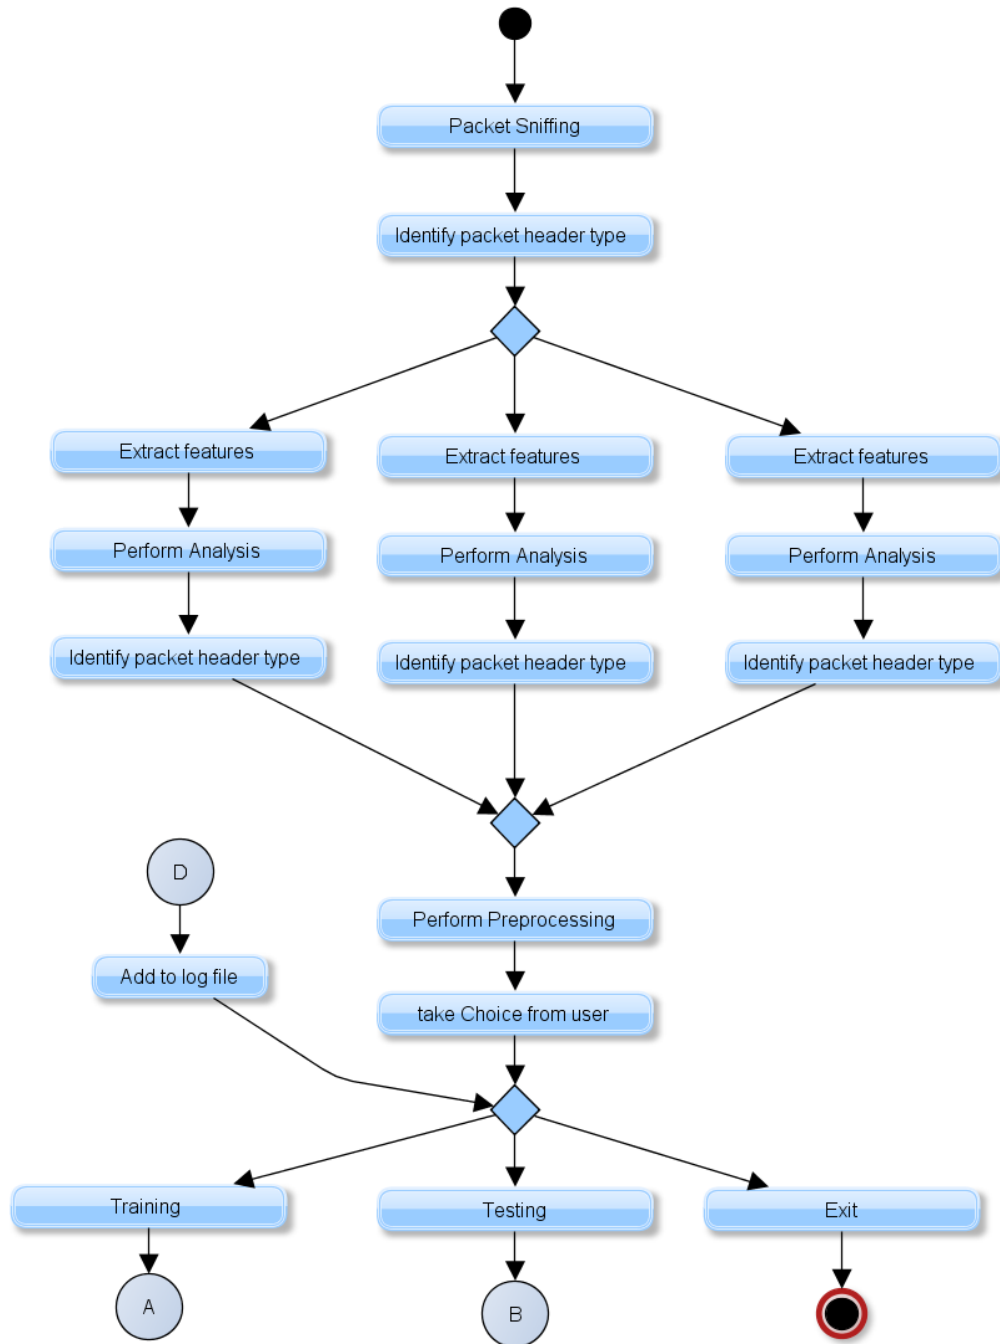 Packet Sniffing
Identify packet header type
Extract features
Extract features
Extract features
Perform Analysis
Perform Analysis
Perform Analysis
Identify packet header type
Identify packet header type
Identify packet header type
D
Perform Preprocessing
Add to log file
take Choice from user
Training
Testing
Exit
A
B